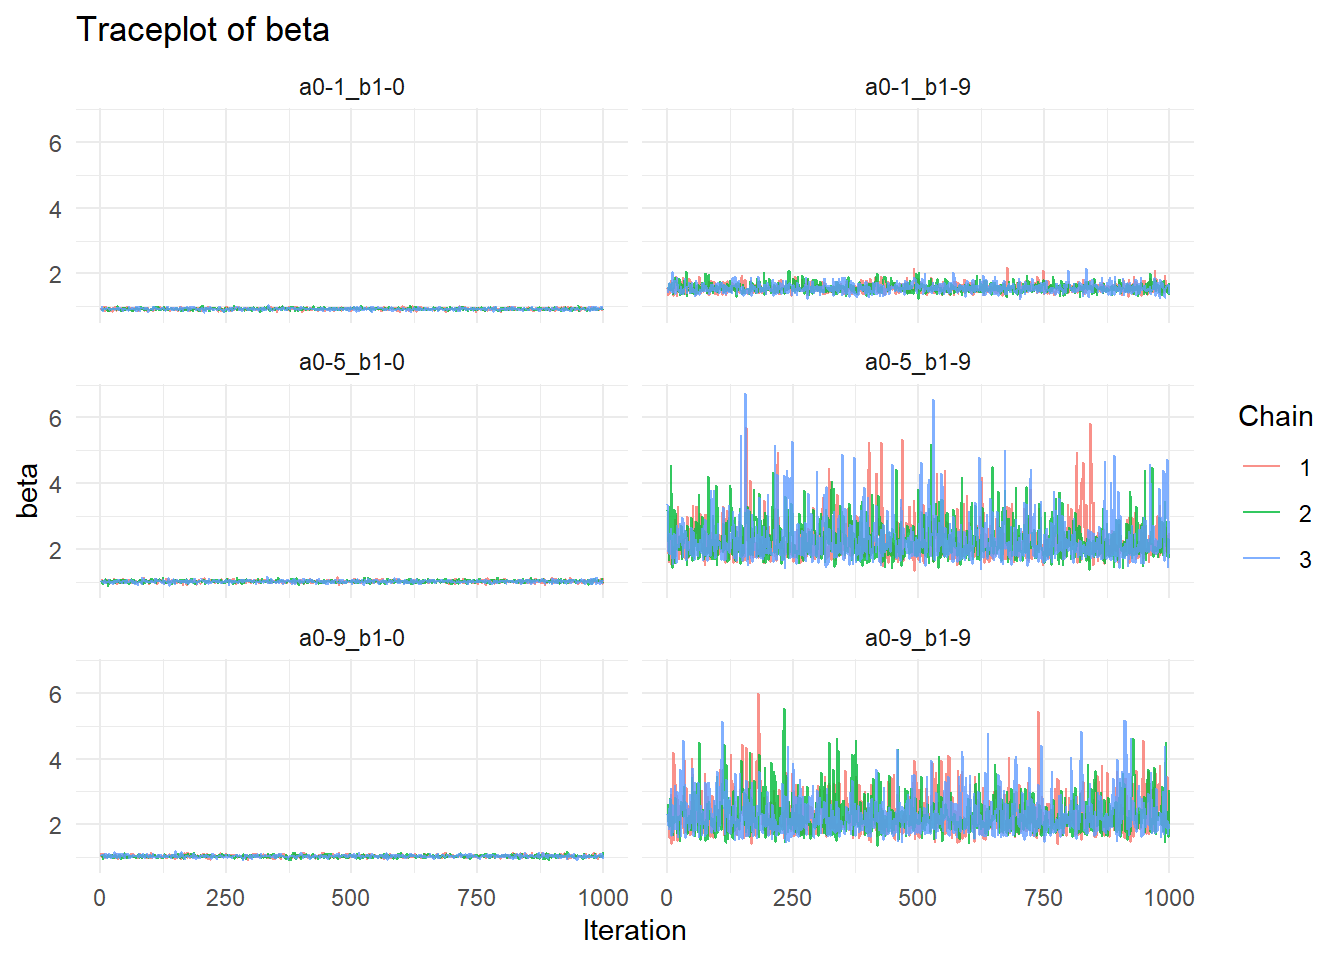 Traceplot of beta
a0-1_b1-0
a0-1_b1-9
6
4
2
a0-5_b1-0
a0-5_b1-9
6
4
2
beta
Chain
1
2
3
a0-9_b1-0
a0-9_b1-9
6
4
2
0 250 500 750 1000
0 250 500 750 1000
Iteration